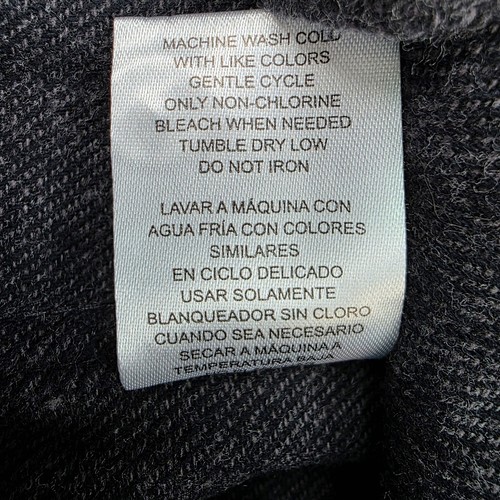 MACHINE WASH COLD
WITH LIKE COLORS
GENTLE CYCLE
ONLY NON-CHLORINE
BLEACH WHEN NEEDED
TUMBLE DRY LOW
DO NOT IRON
LAVAR A MÁQUINA CON
AGUA FRÍA CON COLORES
SIMILARES
EN CICLO DELICADO
USAR SOLAMENTE
BLANQUEADOR SIN CLORO
CUANDO SEA NECESARIO
SECAR A MÁQUINA A
TEMPERATURA BAJA